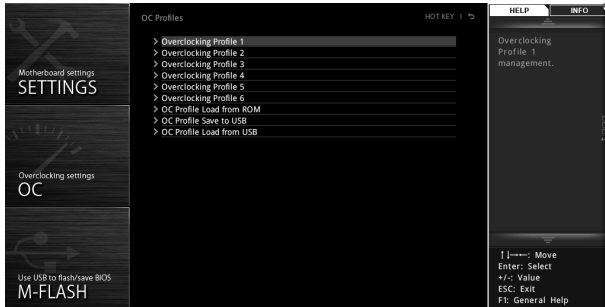 Motherboard settings
SETTINGS
Overclocking settings
OC
Use USB to flash/save BIOS
M-FLASH
OC Profiles
HOT KEY |
> Overclocking Profile 1
> Overclocking Profile 2
> Overclocking Profile 3
> Overclocking Profile 4
> Overclocking Profile 5
> Overclocking Profile 6
> OC Profile Load from ROM
> OC Profile Save to USB
> OC Profile Load from USB
HELP
INFO
Overclocking
Profile 1
management.
↑↓→←: Move
Enter: Select
+/-: Value
ESC: Exit
F1: General Help